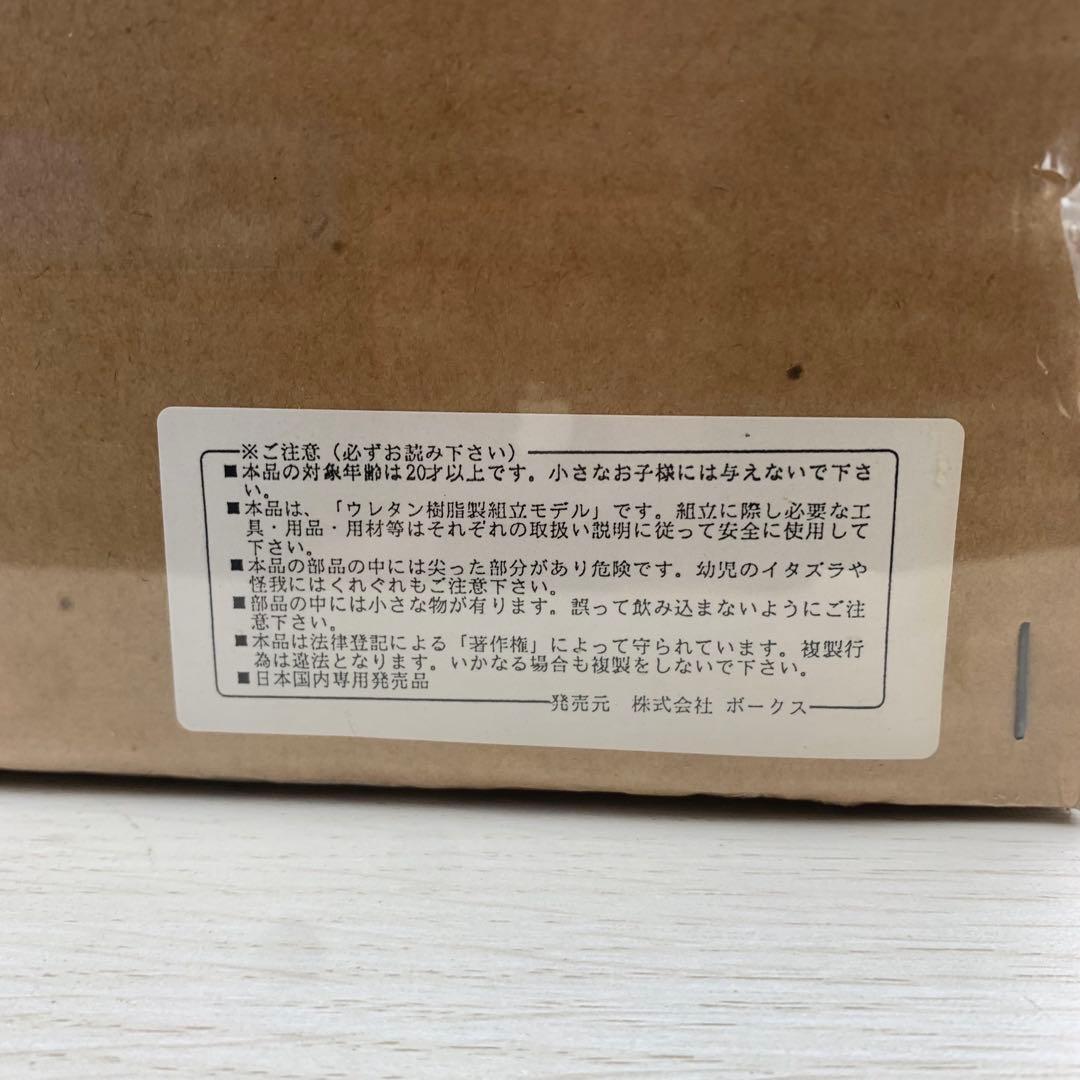 ※ご注意（必ずお読み下さい）
■本品の対象年齢は20才以上です。小さなお子様には与えないで下さ
い。
■本品は、「ウレタン樹脂製組立モデル」です。組立に際し必要な工
具・用品・用材等はそれぞれの取扱い説明に従って安全に使用して
下さい。
■本品の部品の中には尖った部分があり危険です。幼児のイタズラや
怪我にはくれぐれもご注意下さい。
■部品の中には小さな物が有ります。誤って飲み込まないようにご注
意下さい。
■本品は法律登記による「著作権」によって守られています。複製行
為は違法となります。いかなる場合も複製をしないで下さい。
■日本国内専用発売品
発売元　株式会社 ボークス